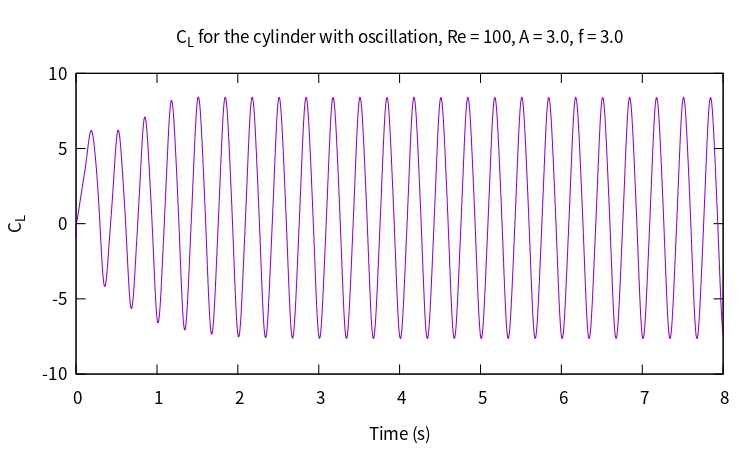 C_L for the cylinder with oscillation, Re = 100, A = 3.0, f = 3.0
10
5
0
-5
-10
C_L
0 1 2 3 4 5 6 7 8
Time (s)